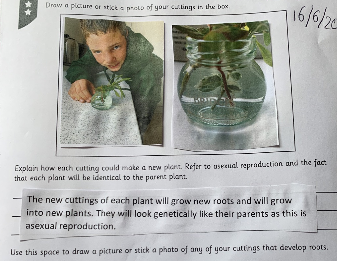 Draw a picture or stick a photo of your cuttings in the box.
16/6/20
Explain how each cutting could make a new plant. Refer to asexual reproduction and the fact
that each plant will be identical to the parent plant.
The new cuttings of each plant will grow new roots and will grow
into new plants. They will look genetically like their parents as this is
asexual reproduction.
Use this space to draw a picture or stick a photo of any of your cuttings that develop roots.